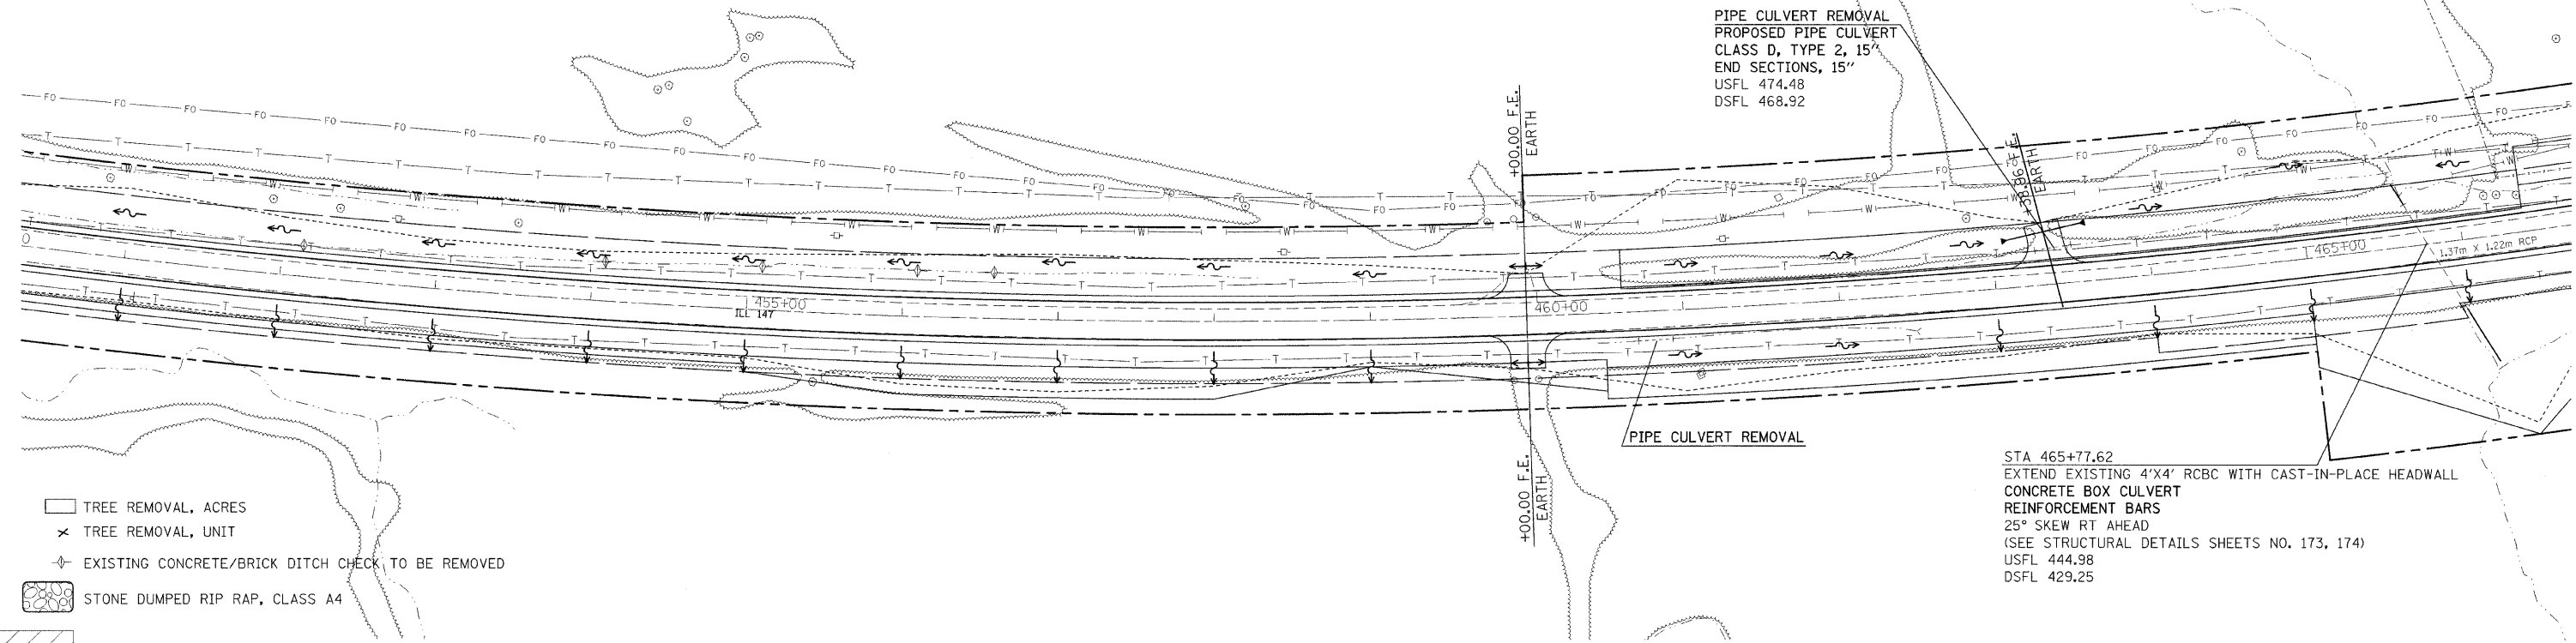 PIPE CULVERT REMOVAL
PROPOSED PIPE CULVERT
CLASS D, TYPE 2, 15"
END SECTIONS, 15"
USFL 474.48
DSFL 468.92
+00.00 F.E.
EARTH
EARTH
455+00
ILL 147
460+00
465+00
1.37m X 1.22m RCP
PIPE CULVERT REMOVAL
+00.00 F.E.
EARTH
STA 465+77.62
EXTEND EXISTING 4'X4' RCBC WITH CAST-IN-PLACE HEADWALL
CONCRETE BOX CULVERT
REINFORCEMENT BARS
25° SKEW RT AHEAD
(SEE STRUCTURAL DETAILS SHEETS NO. 173, 174)
USFL 444.98
DSFL 429.25
TREE REMOVAL, ACRES
TREE REMOVAL, UNIT
EXISTING CONCRETE/BRICK DITCH CHECK TO BE REMOVED
STONE DUMPED RIP RAP, CLASS A4